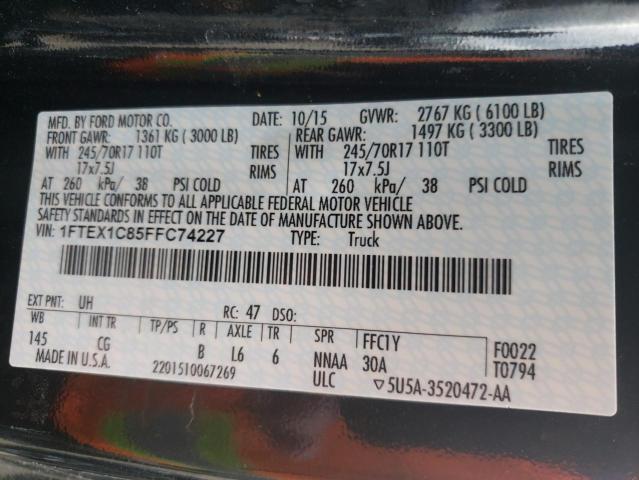 MFD. BY FORD MOTOR CO. DATE: 10/15 GVWR: 2767 KG ( 6100 LB)
FRONT GAWR: 1361 KG ( 3000 LB) REAR GAWR: 1497 KG ( 3300 LB)
WITH 245/70R17 110T TIRES WITH 245/70R17 110T TIRES
17x7.5J RIMS 17x7.5J RIMS
AT 260 kPa/ 38 PSI COLD AT 260 kPa/ 38 PSI COLD
THIS VEHICLE CONFORMS TO ALL APPLICABLE FEDERAL MOTOR VEHICLE
SAFETY STANDARDS IN EFFECT ON THE DATE OF MANUFACTURE SHOWN ABOVE.
VIN: 1FTEX1C85FFC74227 TYPE: Truck
EXT PNT: UH RC: 47 DSO:
WB INT TR TP/PS R AXLE TR SPR FFC1Y F0022
145 CG B L6 6 NNAA 30A T0794
MADE IN U.S.A. 2201510067269 ULC ▽5U5A-3520472-AA